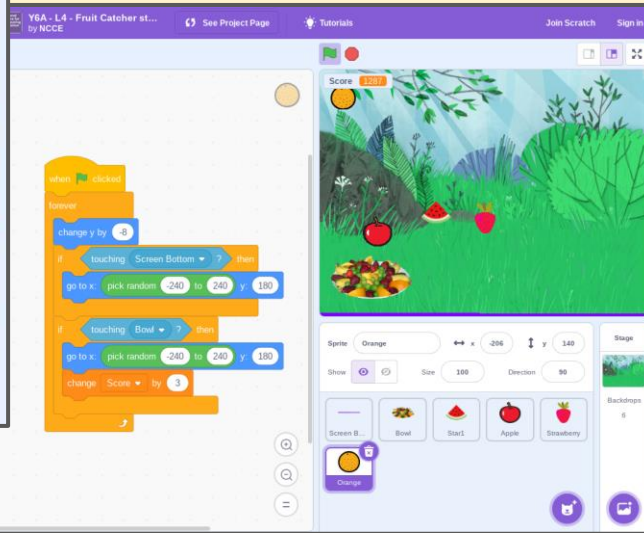 Y6A - L4 - Fruit Catcher st...
by NCCE
See Project Page
Tutorials
Join Scratch
Sign in
when clicked
forever
change y by -8
if touching Screen Bottom ? then
go to x: pick random -240 to 240 y: 180
if touching Bowl ? then
go to x: pick random -240 to 240 y: 180
change Score by 3
Score 1287
Sprite Orange x -206 y 140
Show Size 100 Direction 90
Screen B... Bowl Star1 Apple Strawberry
Orange
Stage
Backdrops